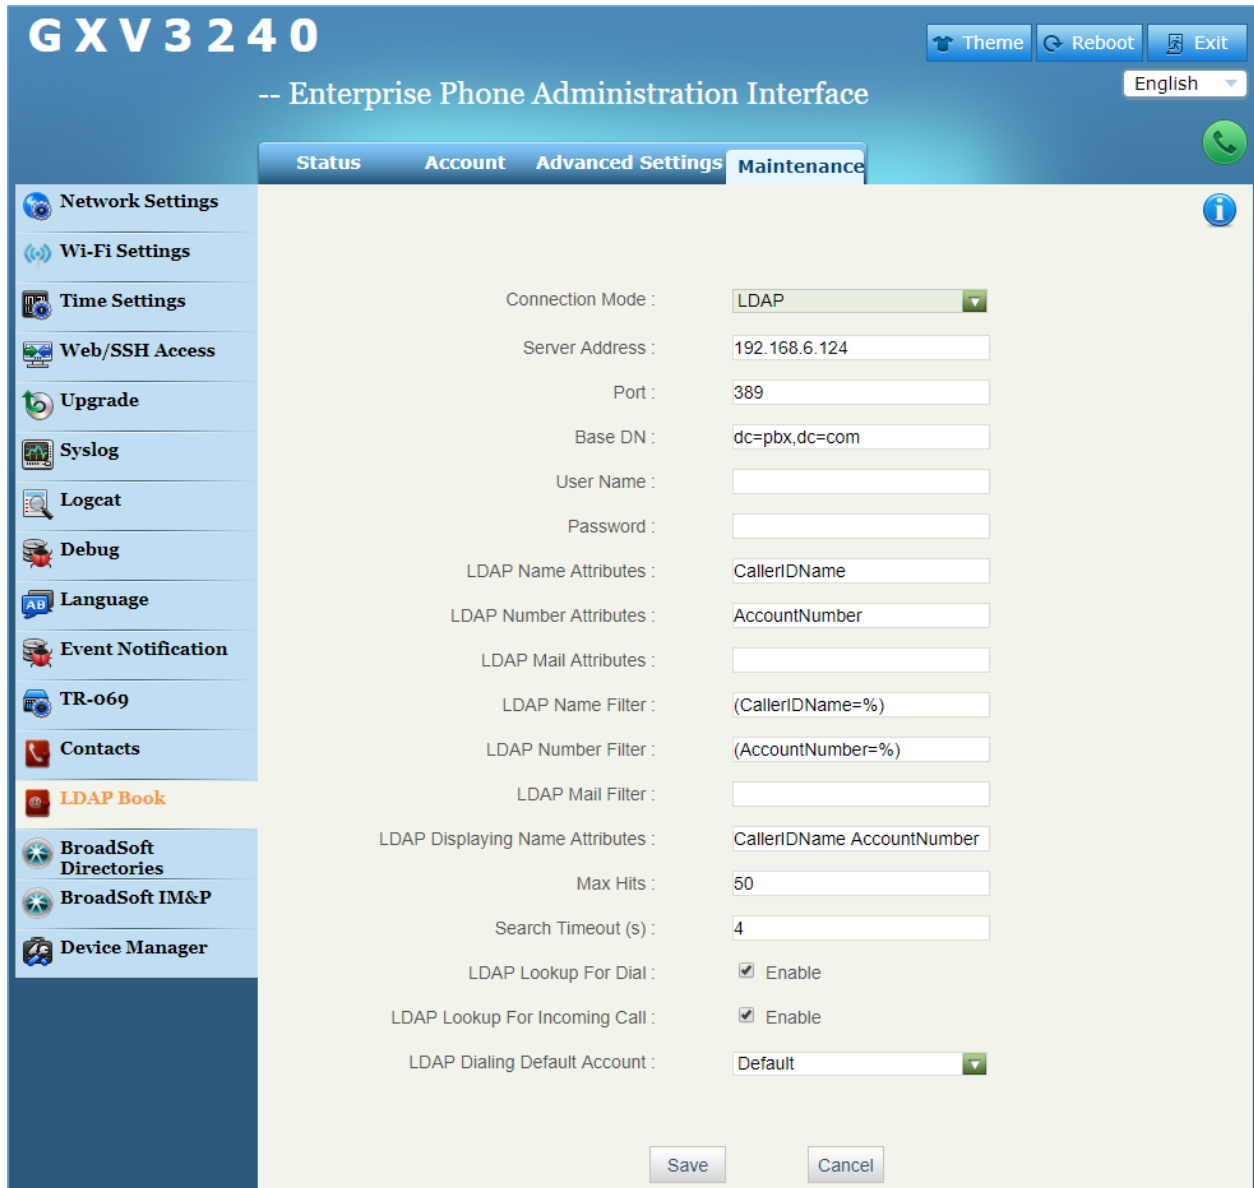 GXV3240
Theme
Reboot
Exit
-- Enterprise Phone Administration Interface
English
Status
Account
Advanced Settings
Maintenance
Network Settings
Wi-Fi Settings
Time Settings
Web/SSH Access
Upgrade
Syslog
Logcat
Debug
Language
Event Notification
TR-069
Contacts
LDAP Book
BroadSoft
Directories
BroadSoft IM&P
Device Manager
Connection Mode : LDAP
Server Address : 192.168.6.124
Port : 389
Base DN : dc=pbx,dc=com
User Name :
Password :
LDAP Name Attributes : CallerIDName
LDAP Number Attributes : AccountNumber
LDAP Mail Attributes :
LDAP Name Filter : (CallerIDName=%)
LDAP Number Filter : (AccountNumber=%)
LDAP Mail Filter :
LDAP Displaying Name Attributes : CallerIDName AccountNumber
Max Hits : 50
Search Timeout (s) : 4
LDAP Lookup For Dial : Enable
LDAP Lookup For Incoming Call : Enable
LDAP Dialing Default Account : Default
Save
Cancel